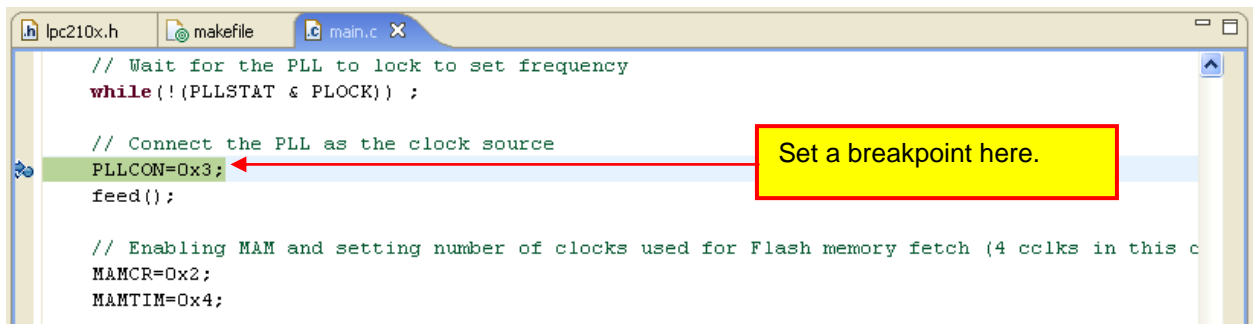 lpc210x.h makefile main.c
// Wait for the PLL to lock to set frequency
while(!(PLLSTAT & PLOCK)) ;
// Connect the PLL as the clock source
PLLCON=0x3;
Set a breakpoint here.
feed();
// Enabling MAM and setting number of clocks used for Flash memory fetch (4 cclks in this c
MAMCR=0x2;
MAMTIM=0x4;